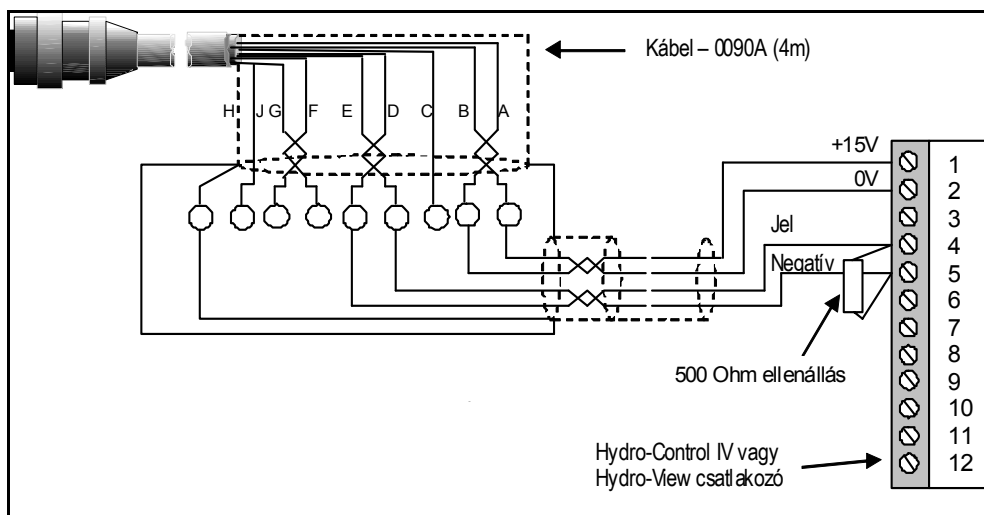 Kábel – 0090A (4m)
H J G F E D C B A
+15V
0V
Jel
Negatív
1
2
3
4
5
6
7
8
9
10
11
12
500 Ohm ellenállás
Hydro-Control IV vagy
Hydro-View csatlakozó